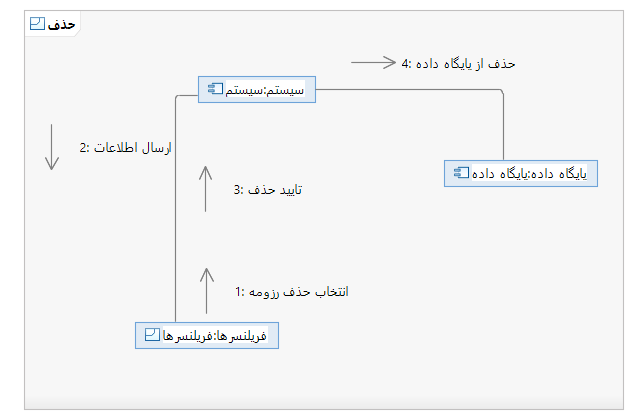 حذف
4: حذف از پایگاه داده
سیستم:سیستم
2: ارسال اطلاعات
پایگاه داده:پایگاه داده
3: تایید حذف
1: انتخاب حذف رزومه
فریلنسرها:فریلنسرها